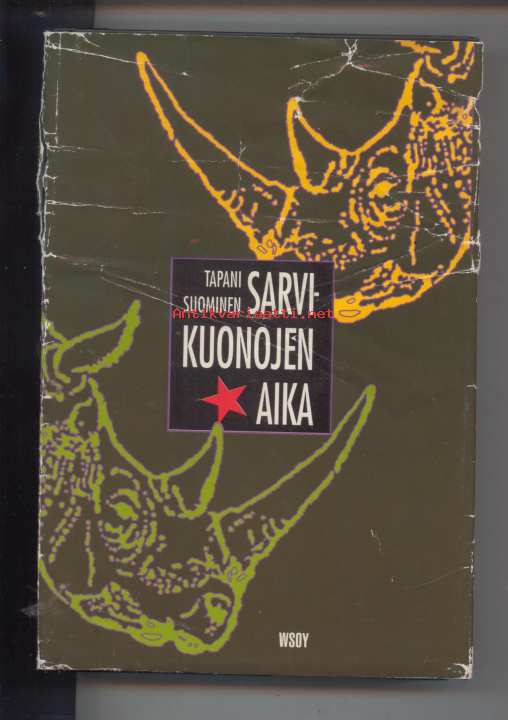 TAPANI
SUOMINEN
SARVI-
KUONOJEN
AIKA
Antikvariaatti.net
WSOY